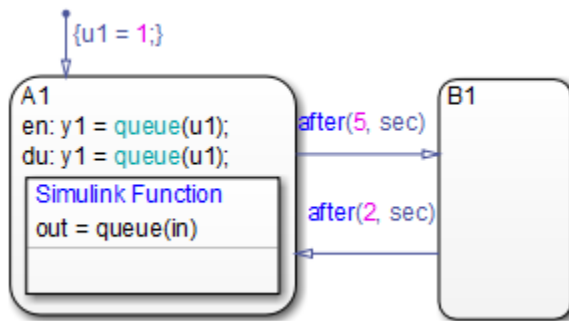 {u1 = 1;}
A1
en: y1 = queue(u1);
du: y1 = queue(u1);
Simulink Function
out = queue(in)
after(5, sec)
after(2, sec)
B1